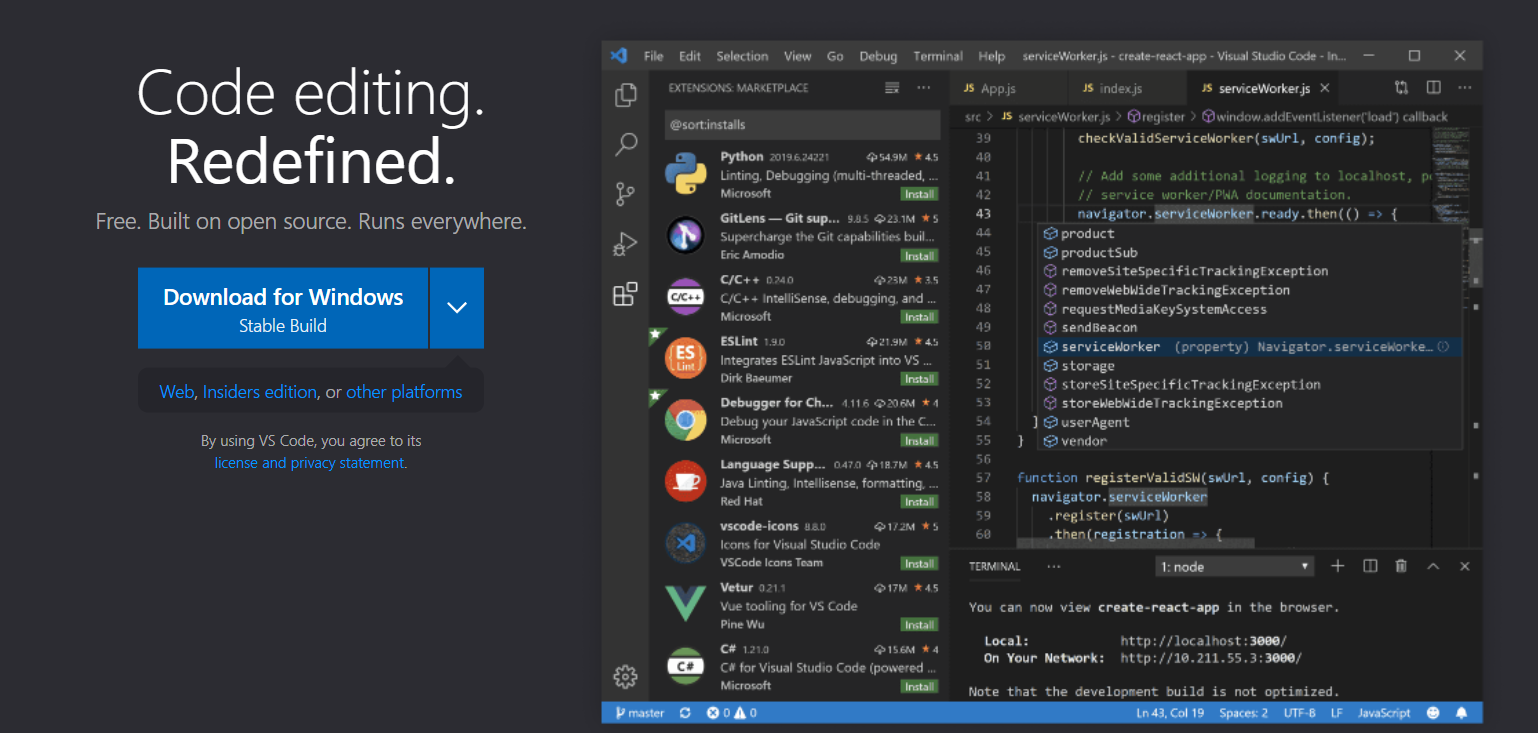 Code editing.
Redefined.
Free. Built on open source. Runs everywhere.
Download for Windows
Stable Build
Web, Insiders edition, or other platforms
By using VS Code, you agree to its
license and privacy statement.
File Edit Selection View Go Debug Terminal Help serviceWorker.js - create-react-app - Visual Studio Code - In...
EXTENSIONS: MARKETPLACE
@sort:installs
Python 2019.6.24221 54.9M 4.5
Linting, Debugging (multi-threaded, ...
Microsoft Install
GitLens — Git sup... 9.8.5 23.1M 5
Supercharge the Git capabilities buil...
Eric Amodio Install
C/C++ 0.24.0 23M 3.5
C/C++ IntelliSense, debugging, and ...
Microsoft Install
C/C++
ESLint 1.9.0 21.9M 4.5
Integrates ESLint JavaScript into VS ...
Dirk Baeumer Install
ES
Lint
Debugger for Ch... 4.11.6 20.6M 4
Debug your JavaScript code in the C...
Microsoft Install
Language Supp... 0.47.0 18.7M 4.5
Java Linting, Intellisense, formatting, ...
Red Hat Install
vscode-icons 8.8.0 17.2M 5
Icons for Visual Studio Code
VSCode Icons Team Install
Vetur 0.21.1 17M 4.5
Vue tooling for VS Code
Pine Wu Install
C# 1.21.0 15.6M 4
C# for Visual Studio Code (powered ...
Microsoft Install
C#
JS App.js JS index.js JS serviceWorker.js
src > JS serviceWorker.js > register > window.addEventListener('load') callback
39 checkValidServiceWorker(swUrl, config);
40
41 // Add some additional logging to localhost, p
42 // service worker/PWA documentation.
43 navigator.serviceWorker.ready.then(() => {
44 product
45 productSub
46 removeSiteSpecificTrackingException
47 removeWebWideTrackingException
48 requestMediaKeySystemAccess
49 sendBeacon
50 serviceWorker (property) Navigator.serviceWorke...
51 storage
52 storeSiteSpecificTrackingException
53 storeWebWideTrackingException
54 ] userAgent
55 } vendor
56
57 function registerValidSW(swUrl, config) {
58 navigator.serviceWorker
59 .register(swUrl)
60 .then(registration => {
TERMINAL ... 1: node
You can now view create-react-app in the browser.
Local: http://localhost:3000/
On Your Network: http://10.211.55.3:3000/
Note that the development build is not optimized.
master 0 0 Ln 43, Col 19 Spaces: 2 UTF-8 LF JavaScript